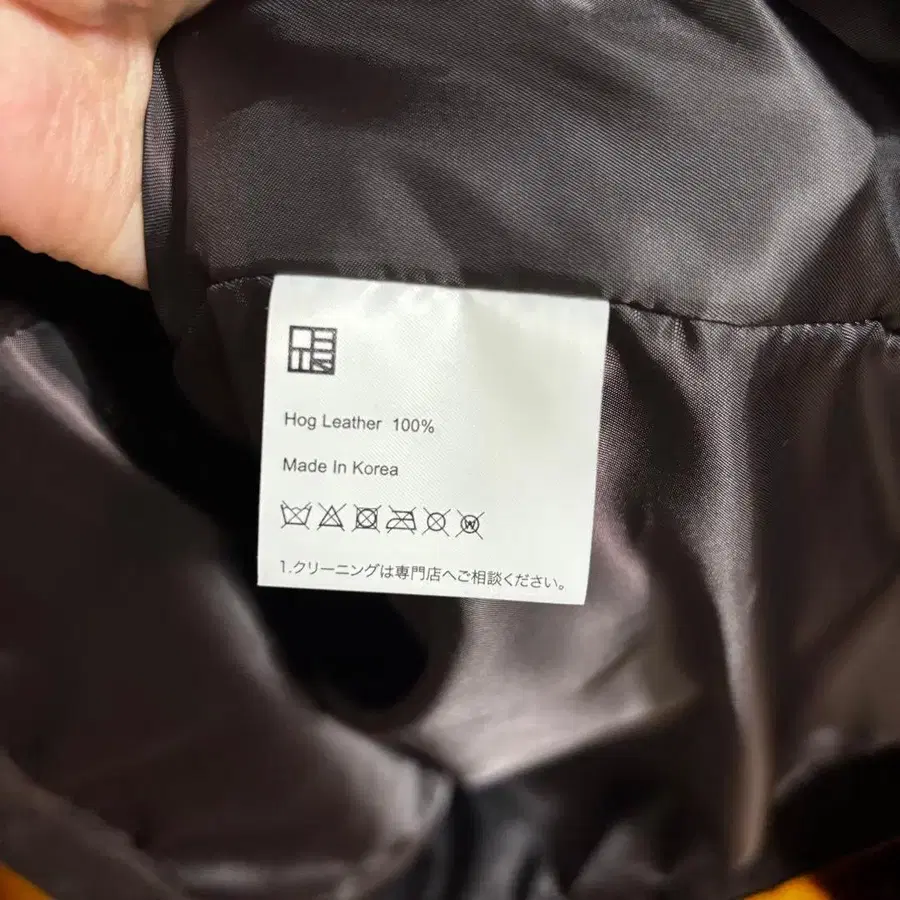 Hog Leather 100%
Made In Korea
W
1.クリーニングは専門店へご相談ください。